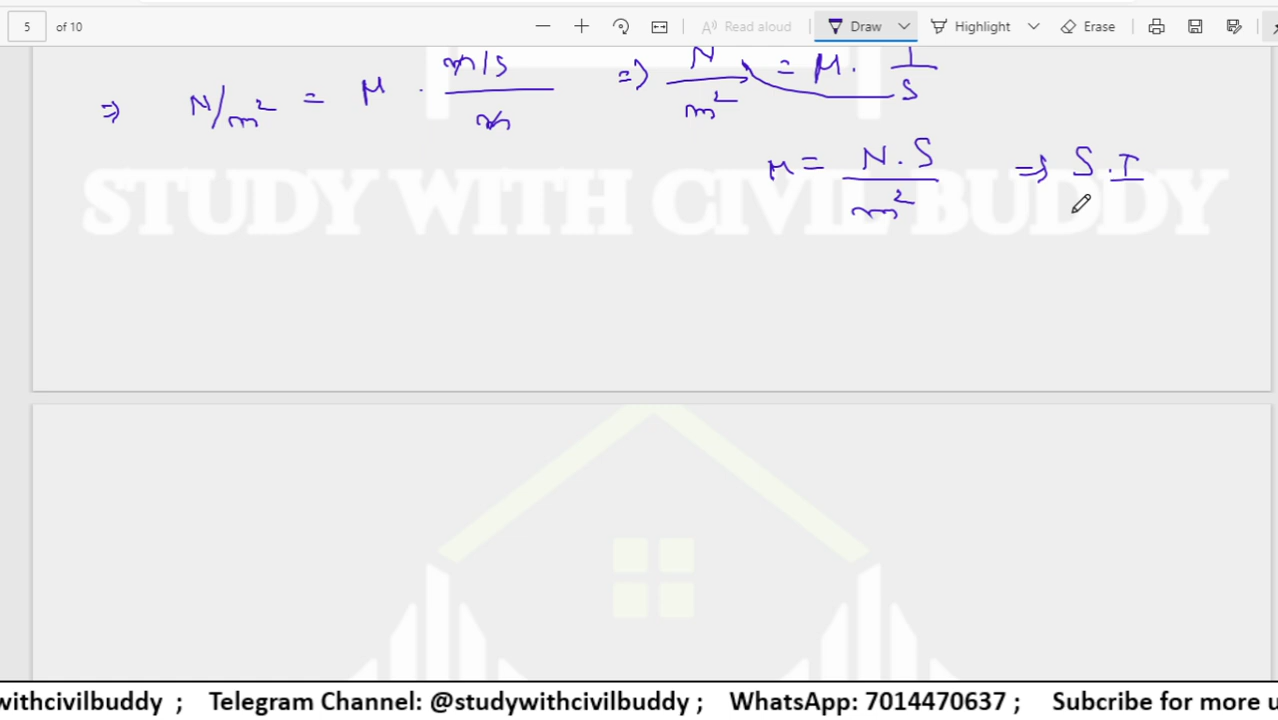 5 of 10 Read aloud Draw Highlight Erase
⇒ N/m² = μ . m/s / m ⇒ N / m² = μ . 1 / s
μ = N.S / m² ⇒ S.I
STUDY WITH CIVIL BUDDY
withcivilbuddy ; Telegram Channel: @studywithcivilbuddy ; WhatsApp: 7014470637 ; Subcribe for more u